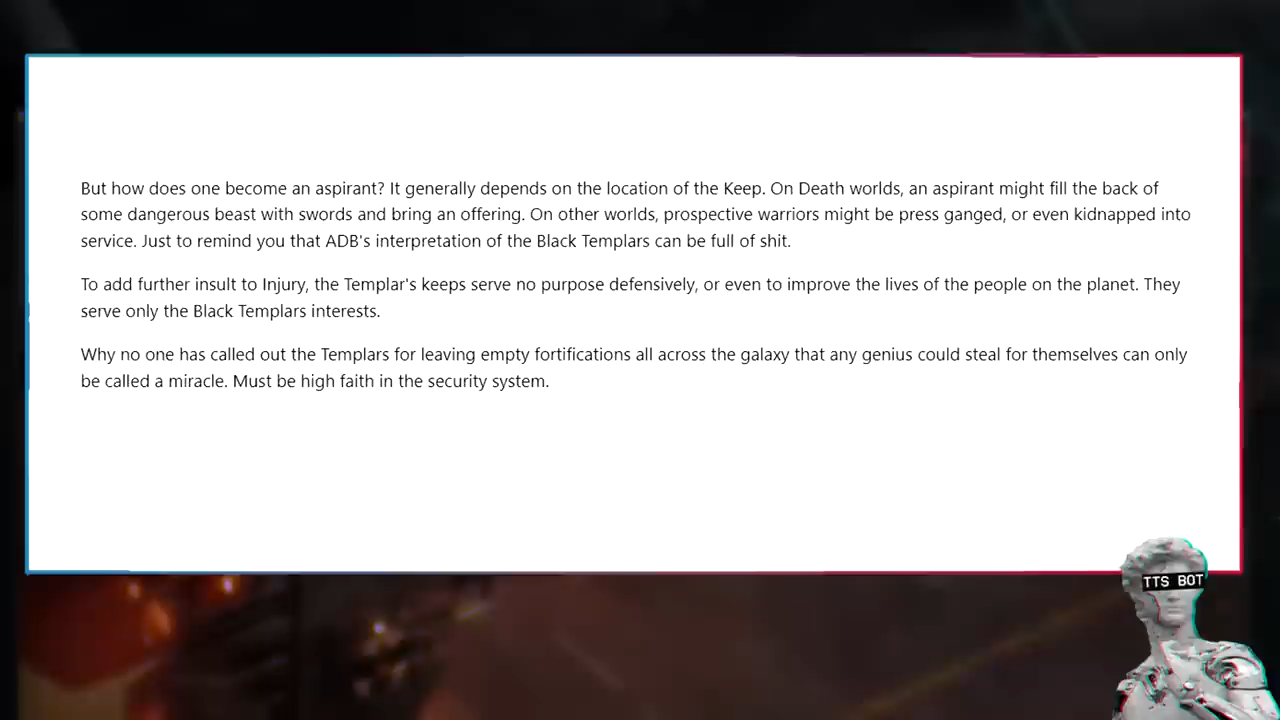 But how does one become an aspirant? It generally depends on the location of the Keep. On Death worlds, an aspirant might fill the back of
some dangerous beast with swords and bring an offering. On other worlds, prospective warriors might be press ganged, or even kidnapped into
service. Just to remind you that ADB's interpretation of the Black Templars can be full of shit.
To add further insult to Injury, the Templar's keeps serve no purpose defensively, or even to improve the lives of the people on the planet. They
serve only the Black Templars interests.
Why no one has called out the Templars for leaving empty fortifications all across the galaxy that any genius could steal for themselves can only
be called a miracle. Must be high faith in the security system.
TTS BOT